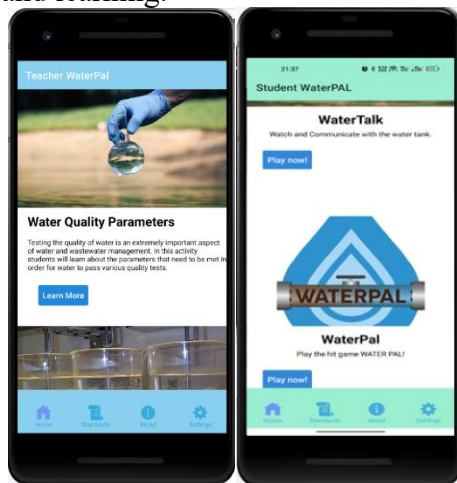 and learning.
Teacher WaterPal
Water Quality Parameters
Testing the quality of water is an extremely important aspect
of water and wastewater management. In this activity
students will learn about the parameters that need to be met in
order for water to pass various quality tests.
Learn More
Home
Standards
About
Settings
21:37
Student WaterPAL
WaterTalk
Watch and Communicate with the water tank.
Play now!
WATERPAL
WaterPal
Play the hit game WATER PAL!
Play now!
Home
Standards
About
Settings